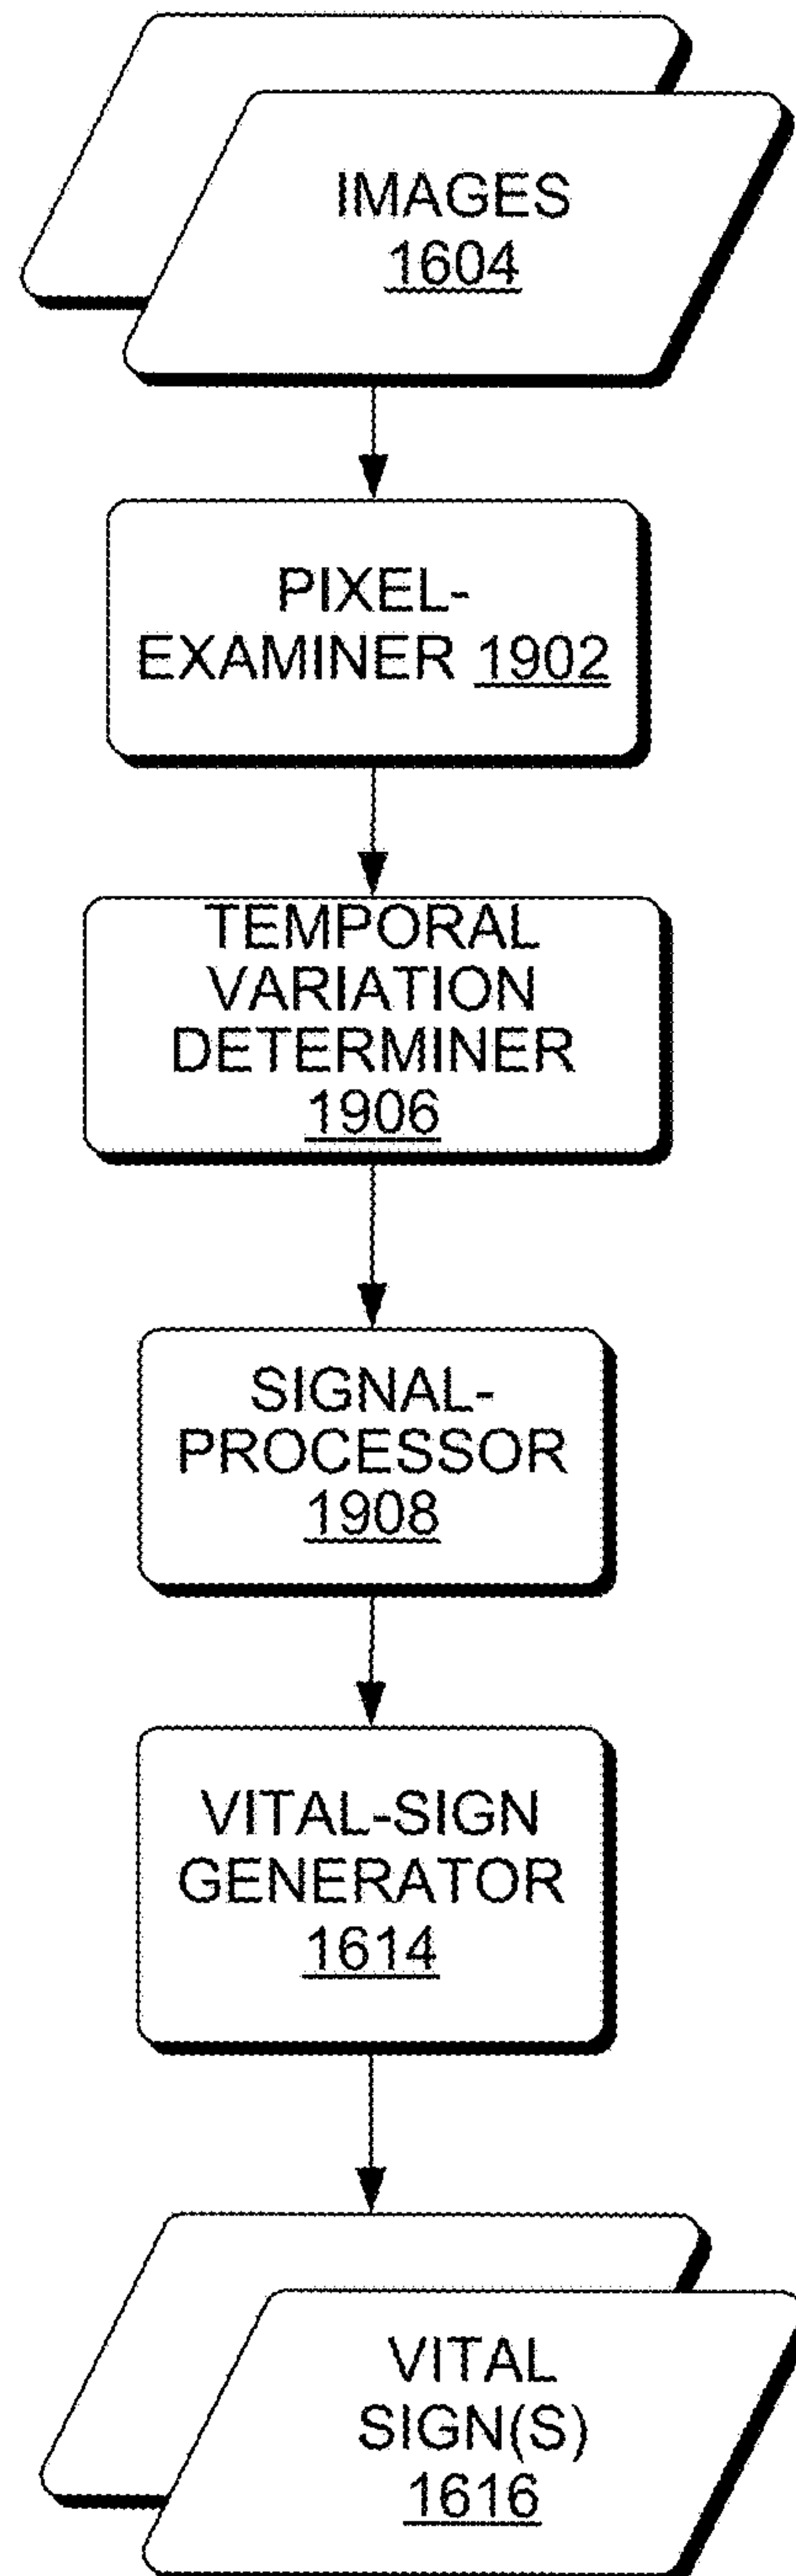 IMAGES
1604
PIXEL-
EXAMINER 1902
TEMPORAL
VARIATION
DETERMINER
1906
SIGNAL-
PROCESSOR
1908
VITAL-SIGN
GENERATOR
1614
VITAL
SIGN(S)
1616